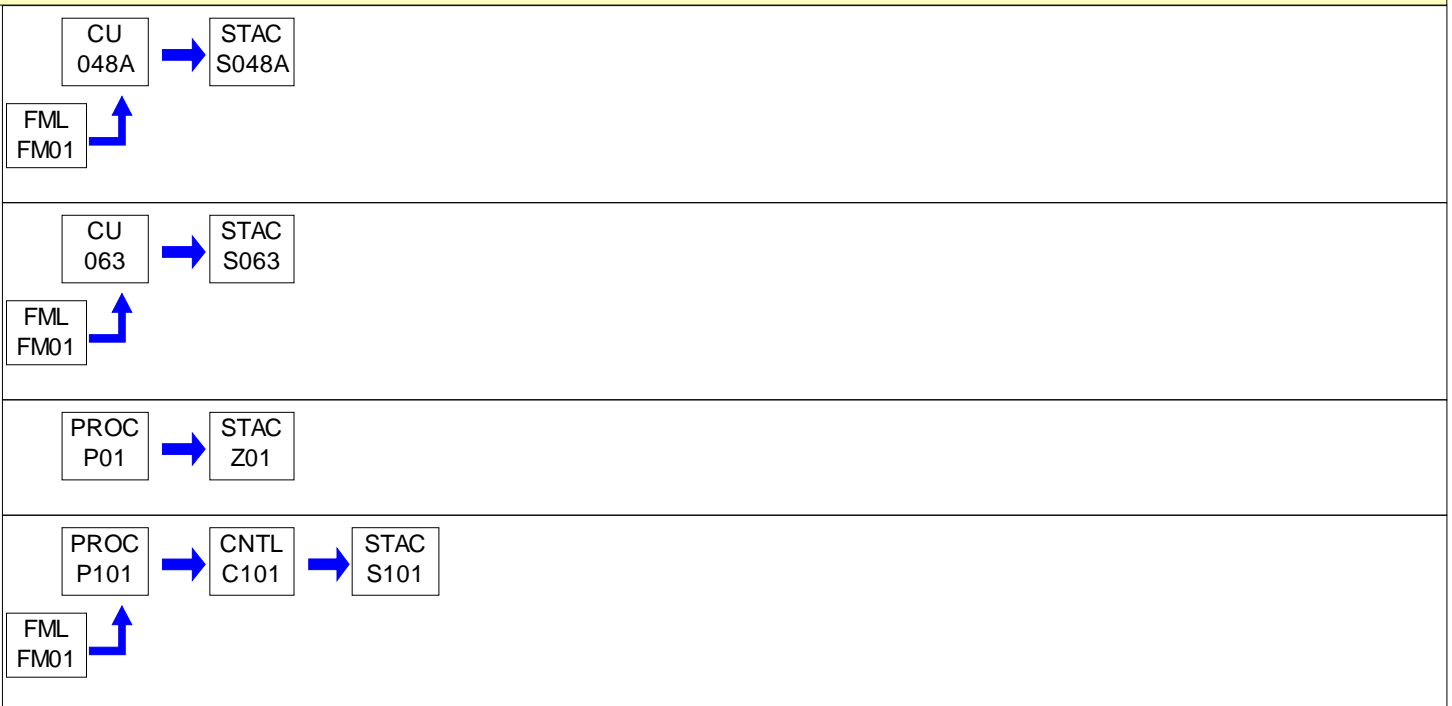 CU
048A
STAC
S048A
FML
FM01
CU
063
STAC
S063
FML
FM01
PROC
P01
STAC
Z01
PROC
P101
CNTL
C101
STAC
S101
FML
FM01